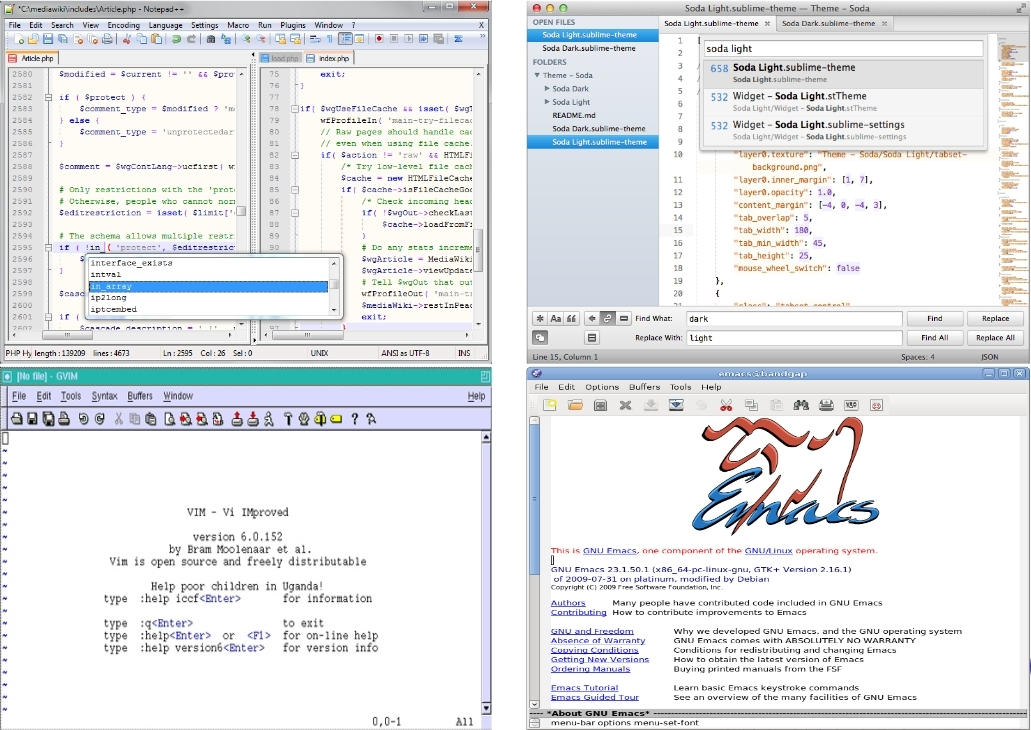 *C:\mediawiki\includes\Article.php - Notepad++
File Edit Search View Encoding Language Settings Macro Run Plugins Window ?
X
Article.php
2580 $modified = $current != '' && $pro
2581
2582 if ( $protect ) {
2583 $comment_type = $modified ? 'm
2584 } else {
2585 $comment_type = 'unprotectedar
2586 }
2587
2588 $comment = $wgContLang->ucfirst( w
2589
2590 # Only restrictions with the 'prot
2591 # Otherwise, people who cannot nor
2592 $editrestriction = isset( $limit['
2593
2594 # The schema allows multiple restr
2595 if ( !in_( 'protect', $editrestric
2596
2597 }
2598
2599 $casc
2600
2601 if (
2602 $cascade_description = ' '
interface_exists
intval
in_array
ip2long
iptcembed
load.php index.php
75 exit;
76 }
77
78 if( $wgUseFileCache && isset( $wgT
79 wfProfileIn( 'main-try-filecac
80 // Raw pages should handle cac
81 // even when using file cache.
82 if( $action != 'raw' && HTMLFi
83 /* Try low-level file cach
84 $cache = new HTMLFileCache
85 if( $cache->isFileCacheGoo
86 /* Check incoming head
87 if( !$wgOut->checkLast
88 $cache->loadFromFi
89 }
90 # Do any stats increme
91 $wgArticle = MediaWiki
92 $wgArticle->viewUpdate
93 # Tell $wgOut that out
94 wfProfileOut( 'main-tr
95 $mediaWiki->restInPeac
96 exit;
97 }
PHP Hy length : 139209 lines : 4673 Ln : 2595 Col : 26 Sel : 0 UNIX ANSI as UTF-8 INS
Soda Light.sublime-theme — Theme - Soda
OPEN FILES
Soda Light.sublime-theme
Soda Dark.sublime-theme
FOLDERS
Theme - Soda
Soda Dark
Soda Light
README.md
Soda Dark.sublime-theme
Soda Light.sublime-theme
Soda Light.sublime-theme Soda Dark.sublime-theme
soda light
658 Soda Light.sublime-theme
Soda Light.sublime-theme
532 Widget - Soda Light.stTheme
Soda Light/Widget - Soda Light.stTheme
532 Widget - Soda Light.sublime-settings
Soda Light/Widget - Soda Light.sublime-settings
1 [
2
3
4
5
6
7
8
9
10 "layer0.texture": "Theme - Soda/Soda Light/tabset-
background.png",
11 "layer0.inner_margin": [1, 7],
12 "layer0.opacity": 1.0,
13 "content_margin": [-4, 0, -4, 3],
14 "tab_overlap": 5,
15 "tab_width": 180,
16 "tab_min_width": 45,
17 "tab_height": 25,
18 "mouse_wheel_switch": false
19 },
20 {
21 "class": "tabset_control",
Find What: dark Find Replace
Replace With: light Find All Replace All
Line 15, Column 1 Spaces: 4 JSON
[No file] - GVIM
File Edit Tools Syntax Buffers Window Help
~
~
~
~
~
~
VIM - Vi IMproved
~
version 6.0.152
by Bram Moolenaar et al.
Vim is open source and freely distributable
~
Help poor children in Uganda!
type :help iccf<Enter> for information
~
type :q<Enter> to exit
type :help<Enter> or <F1> for on-line help
type :help version6<Enter> for version info
~
~
~
~
~
0,0-1 All
emacs@bandgap
File Edit Options Buffers Tools Help
Emacs
This is GNU Emacs, one component of the GNU/Linux operating system.
GNU Emacs 23.1.50.1 (x86_64-pc-linux-gnu, GTK+ Version 2.16.1)
of 2009-07-31 on platinum, modified by Debian
Copyright (C) 2009 Free Software Foundation, Inc.
Authors Many people have contributed code included in GNU Emacs
Contributing How to contribute improvements to Emacs
GNU and Freedom Why we developed GNU Emacs, and the GNU operating system
Absence of Warranty GNU Emacs comes with ABSOLUTELY NO WARRANTY
Copying Conditions Conditions for redistributing and changing Emacs
Getting New Versions How to obtain the latest version of Emacs
Ordering Manuals Buying printed manuals from the FSF
Emacs Tutorial Learn basic Emacs keystroke commands
Emacs Guided Tour See an overview of the many facilities of GNU Emacs
---- *About GNU Emacs*
menu-bar options menu-set-font